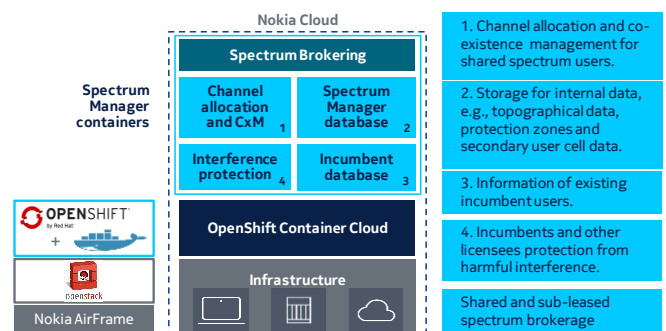 Nokia Cloud
Spectrum Brokering
Spectrum
Manager
containers
Channel
allocation
and CxM 1
Spectrum
Manager
database 2
Interference
protection 4
Incumbent
database 3
OPENSHIFT
by Red Hat
+
OpenShift Container Cloud
openstack
Infrastructure
Nokia AirFrame
1. Channel allocation and co-
existence management for
shared spectrum users.
2. Storage for internal data,
e.g., topographical data,
protection zones and
secondary user cell data.
3. Information of existing
incumbent users.
4. Incumbents and other
licensees protection from
harmful interference.
Shared and sub-leased
spectrum brokerage